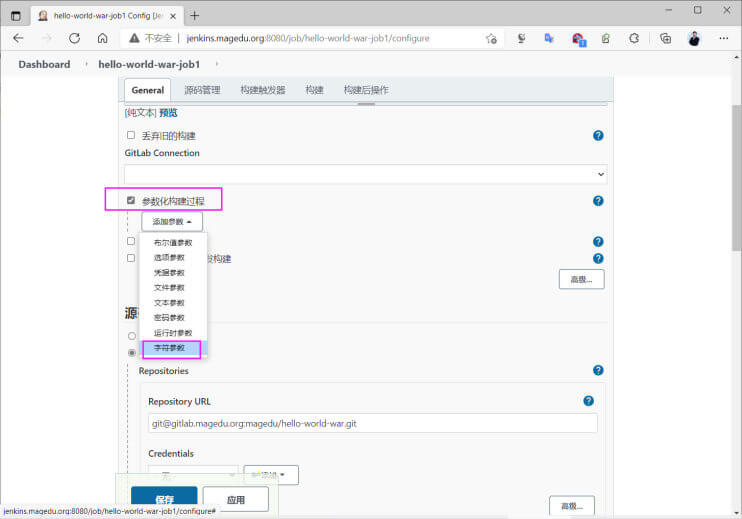 hello-world-war-job1 Config [Jen
不安全 | jenkins.magedu.org:8080/job/hello-world-war-job1/configure
1
Dashboard
hello-world-war-job1
General
源码管理
构建触发器
构建
构建后操作
[纯文本] 预览
丢弃旧的构建
GitLab Connection
参数化构建过程
添加参数
布尔值参数
选项参数
构建
凭据参数
高级...
文件参数
文本参数
密码参数
源
运行时参数
字符参数
Repositories
Repository URL
git@gitlab.magedu.org:magedu/hello-world-war.git
Credentials
无
添加
保存
应用
高级...
jenkins.magedu.org:8080/job/hello-world-war-job1/configure#